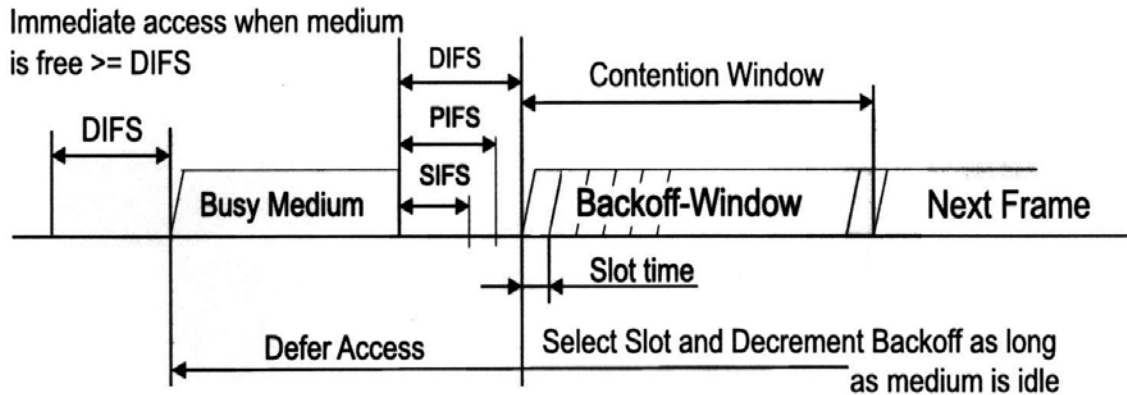 Immediate access when medium
is free >= DIFS
DIFS
DIFS
PIFS
SIFS
Contention Window
Busy Medium
Backoff-Window
Next Frame
Slot time
Defer Access
Select Slot and Decrement Backoff as long
as medium is idle